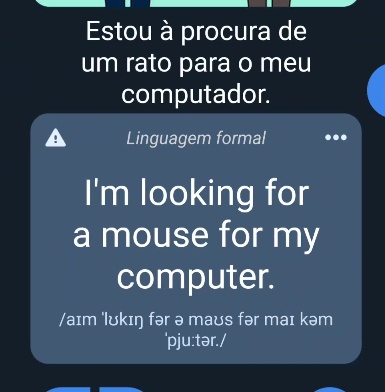 Estou à procura de
um rato para o meu
computador.
Linguagem formal
I'm looking for
a mouse for my
computer.
/aɪm ˈlʊkɪŋ fər ə maʊs fər maɪ kəm
ˈpjuːtər./